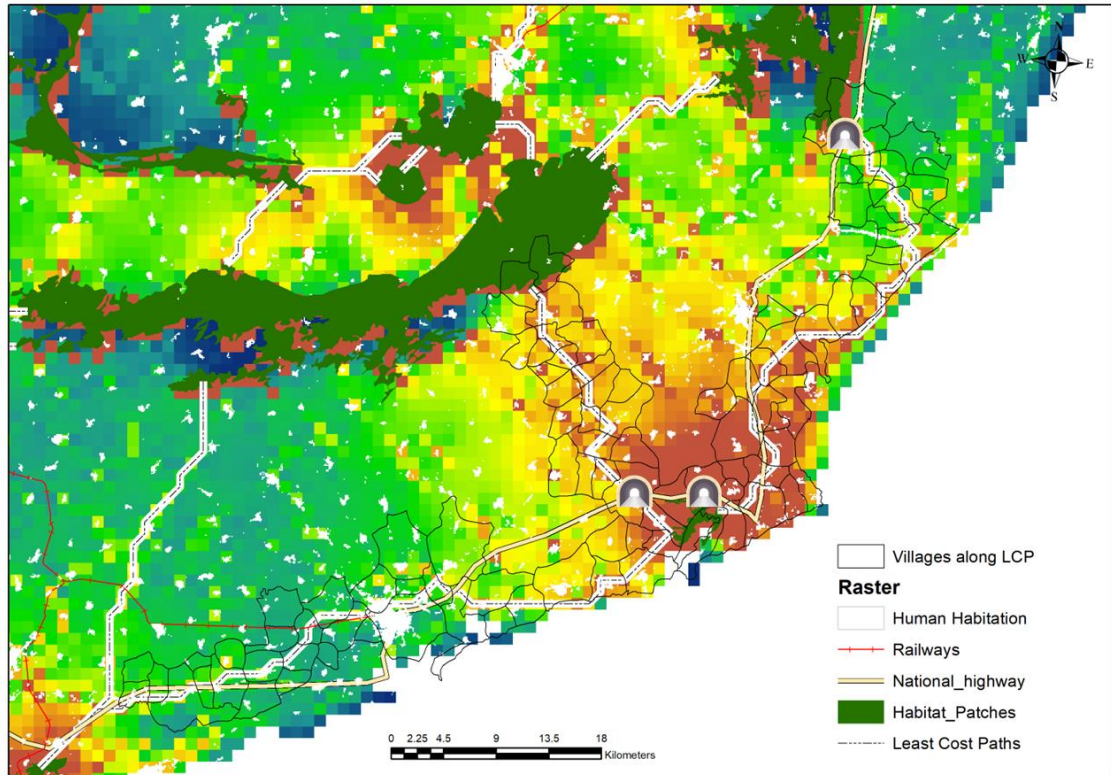 N
W E
S
Villages along LCP
Raster
Human Habitation
Railways
National_highway
Habitat_Patches
Least Cost Paths
0 2.25 4.5 9 13.5 18
Kilometers